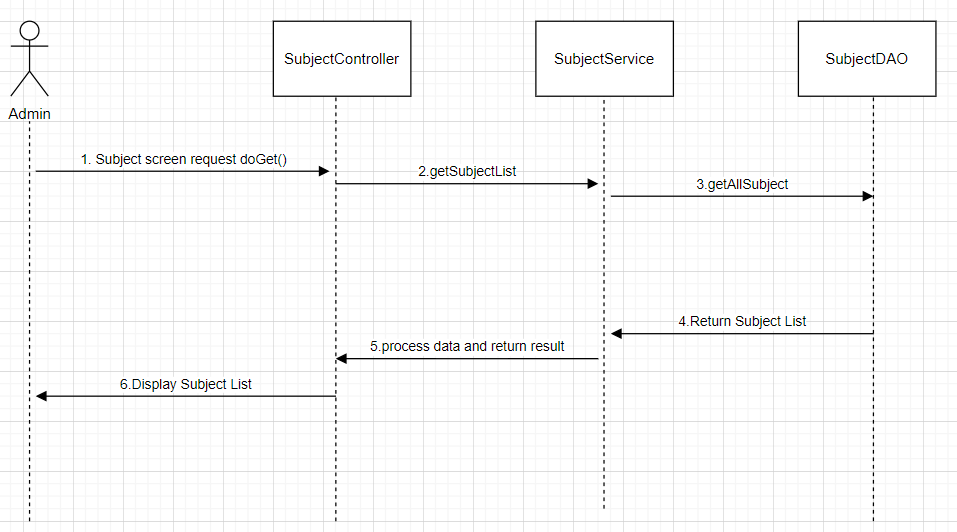 SubjectController
SubjectService
SubjectDAO
Admin
1. Subject screen request doGet()
2.getSubjectList
3.getAllSubject
4.Return Subject List
5.process data and return result
6.Display Subject List